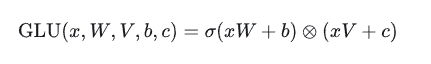 GLU(x, W, V, b, c) = σ(xW + b) ⊗ (xV + c)